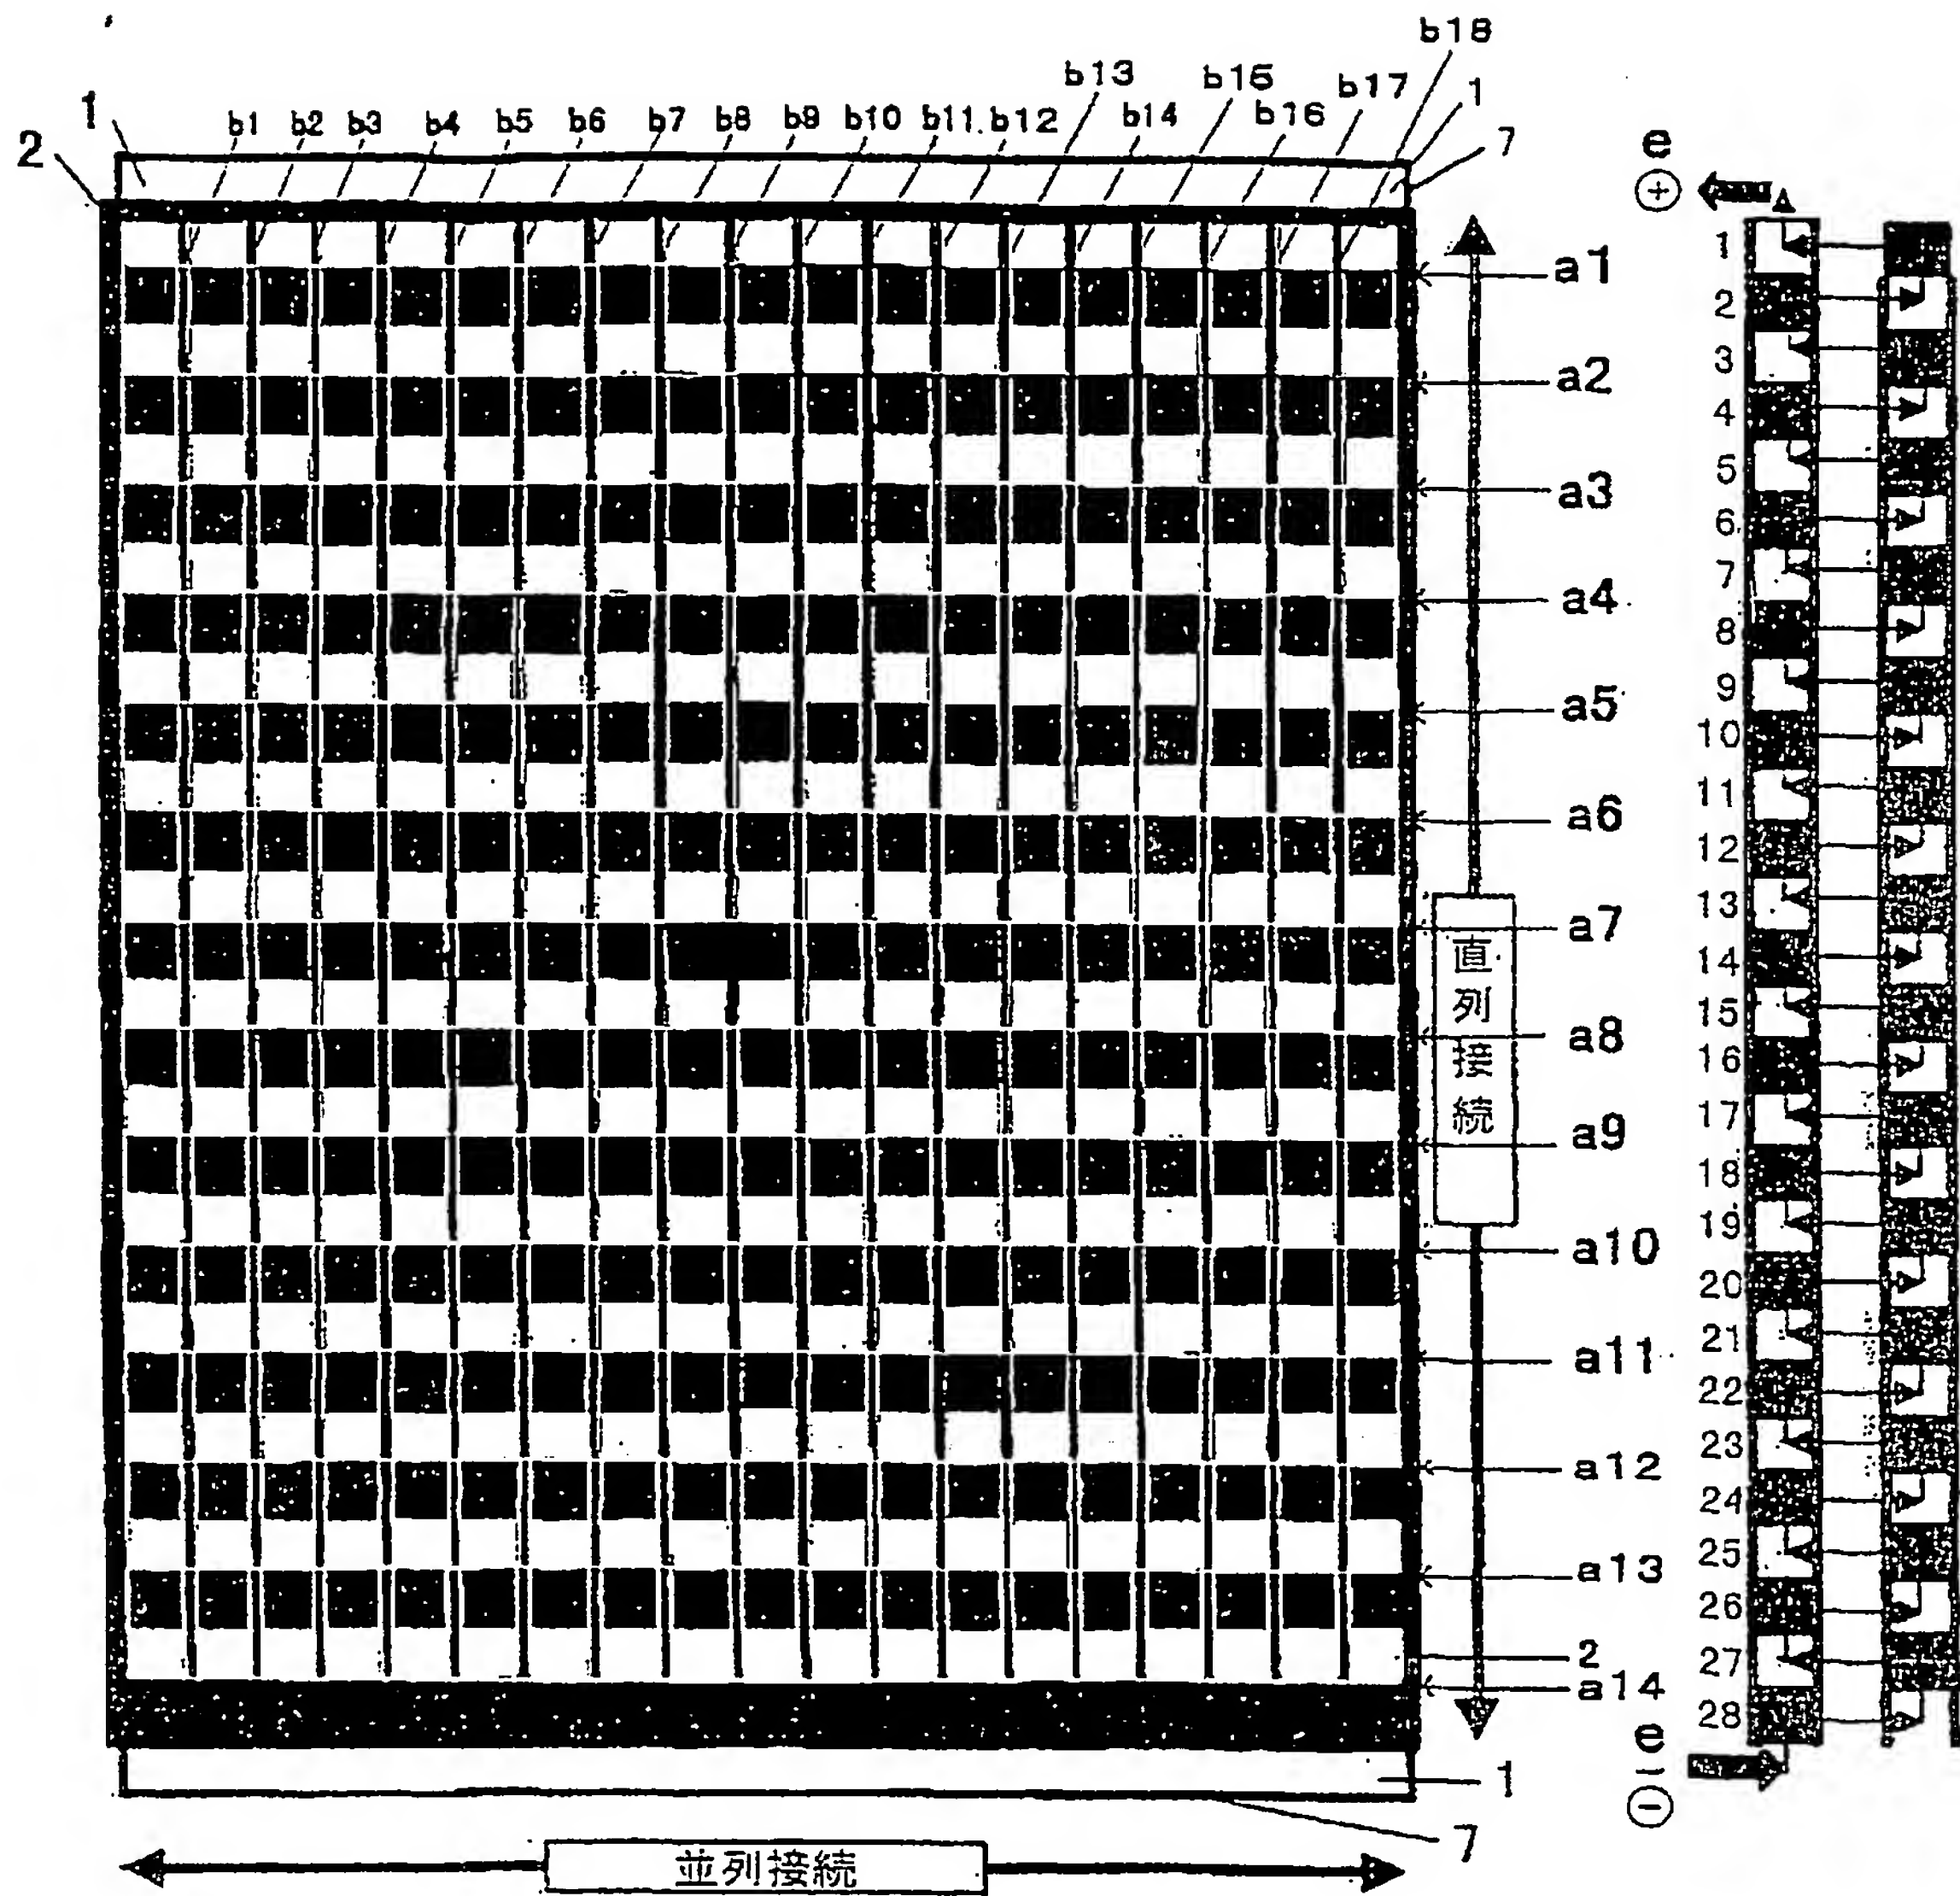 b18
b13 b15 b17 1
1 b1 b2 b3 b4 b5 b6 b7 b8 b9 b10 b11 b12 b14 b16 7
2
e
+
a1
a2
a3
a4
a5
a6
a7
a8
a9
a10
a11
a12
a13
2
a14
1
7
直列接続
並列接続
1
2
3
4
5
6
7
8
9
10
11
12
13
14
15
16
17
18
19
20
21
22
23
24
25
26
27
28
e
−